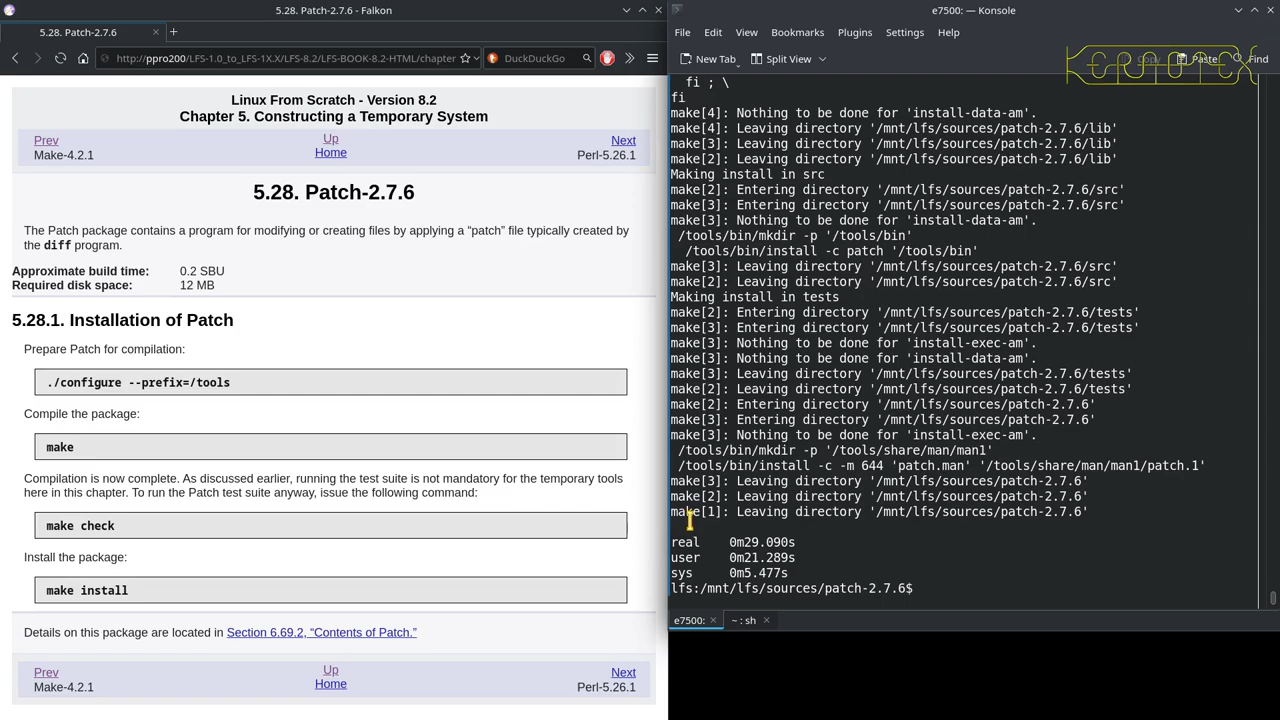 5.28. Patch-2.7.6 - Falkon
5.28. Patch-2.7.6
http://ppro200/LFS-1.0_to_LFS-1X.X/LFS-8.2/LFS-BOOK-8.2-HTML/chapter
DuckDuckGo
Linux From Scratch - Version 8.2
Chapter 5. Constructing a Temporary System
Prev
Up
Next
Make-4.2.1
Home
Perl-5.26.1
5.28. Patch-2.7.6
The Patch package contains a program for modifying or creating files by applying a “patch” file typically created by
the diff program.
Approximate build time: 0.2 SBU
Required disk space: 12 MB
5.28.1. Installation of Patch
Prepare Patch for compilation:
./configure --prefix=/tools
Compile the package:
make
Compilation is now complete. As discussed earlier, running the test suite is not mandatory for the temporary tools
here in this chapter. To run the Patch test suite anyway, issue the following command:
make check
Install the package:
make install
Details on this package are located in Section 6.69.2, “Contents of Patch.”
Prev
Up
Next
Make-4.2.1
Home
Perl-5.26.1
e7500: — Konsole
File Edit View Bookmarks Plugins Settings Help
New Tab Split View Copy Paste Find
fi ; \
fi
make[4]: Nothing to be done for 'install-data-am'.
make[4]: Leaving directory '/mnt/lfs/sources/patch-2.7.6/lib'
make[3]: Leaving directory '/mnt/lfs/sources/patch-2.7.6/lib'
make[2]: Leaving directory '/mnt/lfs/sources/patch-2.7.6/lib'
Making install in src
make[2]: Entering directory '/mnt/lfs/sources/patch-2.7.6/src'
make[3]: Entering directory '/mnt/lfs/sources/patch-2.7.6/src'
make[3]: Nothing to be done for 'install-data-am'.
/tools/bin/mkdir -p '/tools/bin'
/tools/bin/install -c patch '/tools/bin'
make[3]: Leaving directory '/mnt/lfs/sources/patch-2.7.6/src'
make[2]: Leaving directory '/mnt/lfs/sources/patch-2.7.6/src'
Making install in tests
make[2]: Entering directory '/mnt/lfs/sources/patch-2.7.6/tests'
make[3]: Entering directory '/mnt/lfs/sources/patch-2.7.6/tests'
make[3]: Nothing to be done for 'install-exec-am'.
make[3]: Nothing to be done for 'install-data-am'.
make[3]: Leaving directory '/mnt/lfs/sources/patch-2.7.6/tests'
make[2]: Leaving directory '/mnt/lfs/sources/patch-2.7.6/tests'
make[2]: Entering directory '/mnt/lfs/sources/patch-2.7.6'
make[3]: Entering directory '/mnt/lfs/sources/patch-2.7.6'
make[3]: Nothing to be done for 'install-exec-am'.
/tools/bin/mkdir -p '/tools/share/man/man1'
/tools/bin/install -c -m 644 'patch.man' '/tools/share/man/man1/patch.1'
make[3]: Leaving directory '/mnt/lfs/sources/patch-2.7.6'
make[2]: Leaving directory '/mnt/lfs/sources/patch-2.7.6'
make[1]: Leaving directory '/mnt/lfs/sources/patch-2.7.6'
real 0m29.090s
user 0m21.289s
sys 0m5.477s
lfs:/mnt/lfs/sources/patch-2.7.6$
e7500:
~ : sh